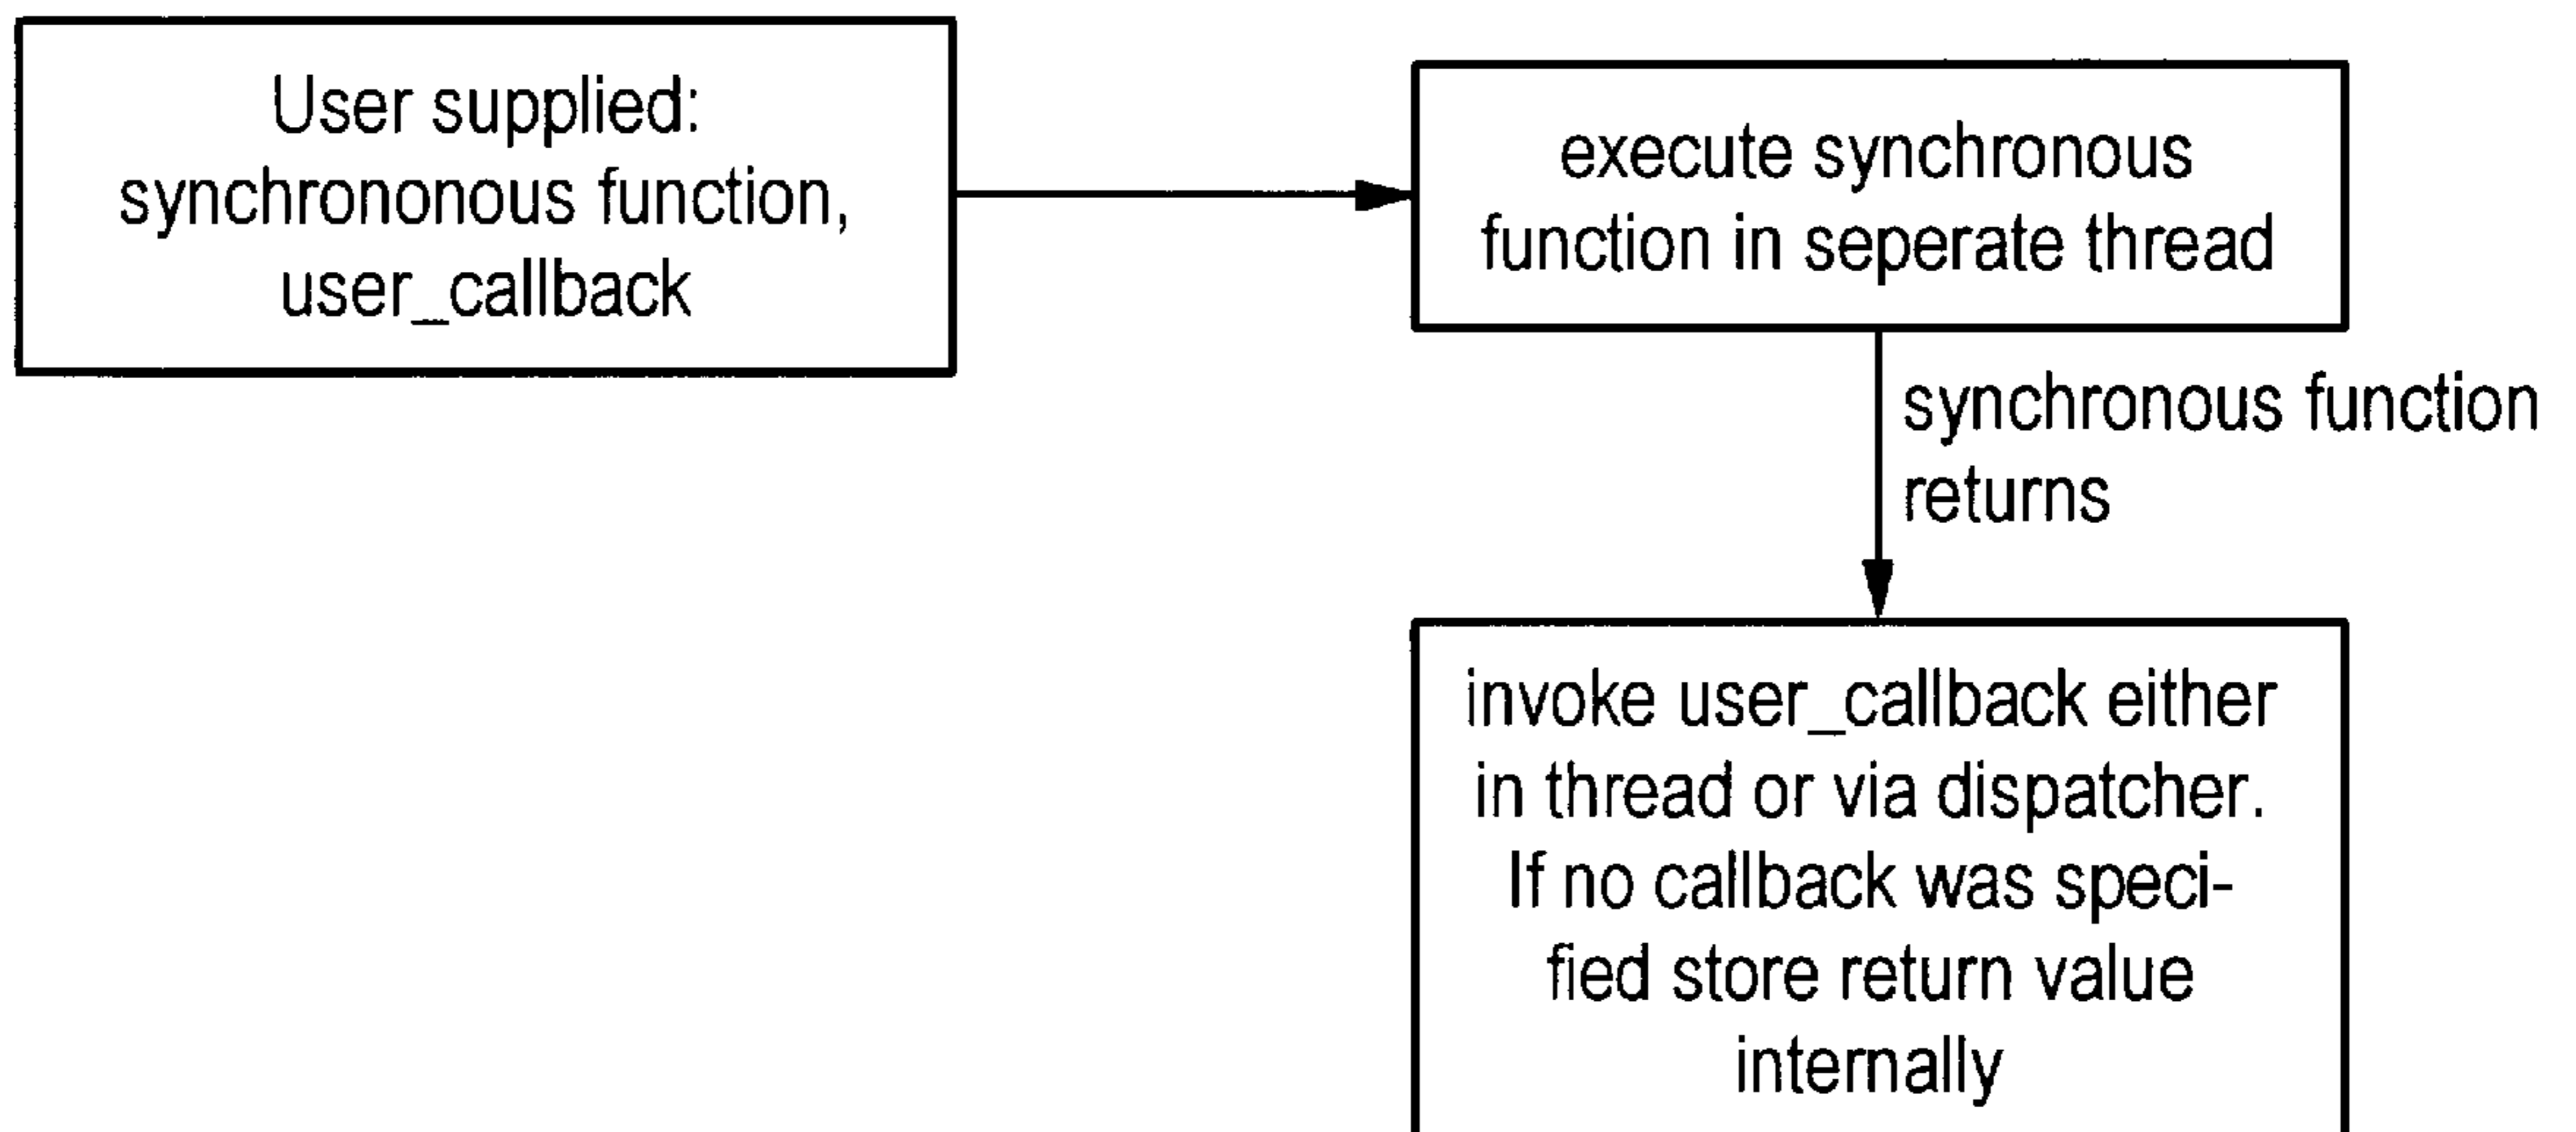 User supplied:
synchrononous function,
user_callback
execute synchronous
function in seperate thread
synchronous function
returns
invoke user_callback either
in thread or via dispatcher.
If no callback was speci-
fied store return value
internally